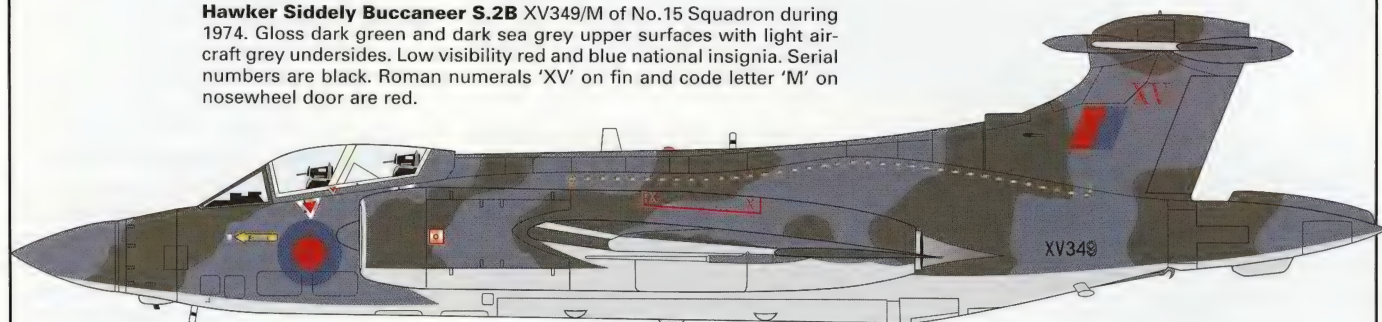 Hawker Siddely Buccaneer S.2B XV349/M of No.15 Squadron during
1974. Gloss dark green and dark sea grey upper surfaces with light air-
craft grey undersides. Low visibility red and blue national insignia. Serial
numbers are black. Roman numerals 'XV' on fin and code letter 'M' on
nosewheel door are red.
XV
XV349